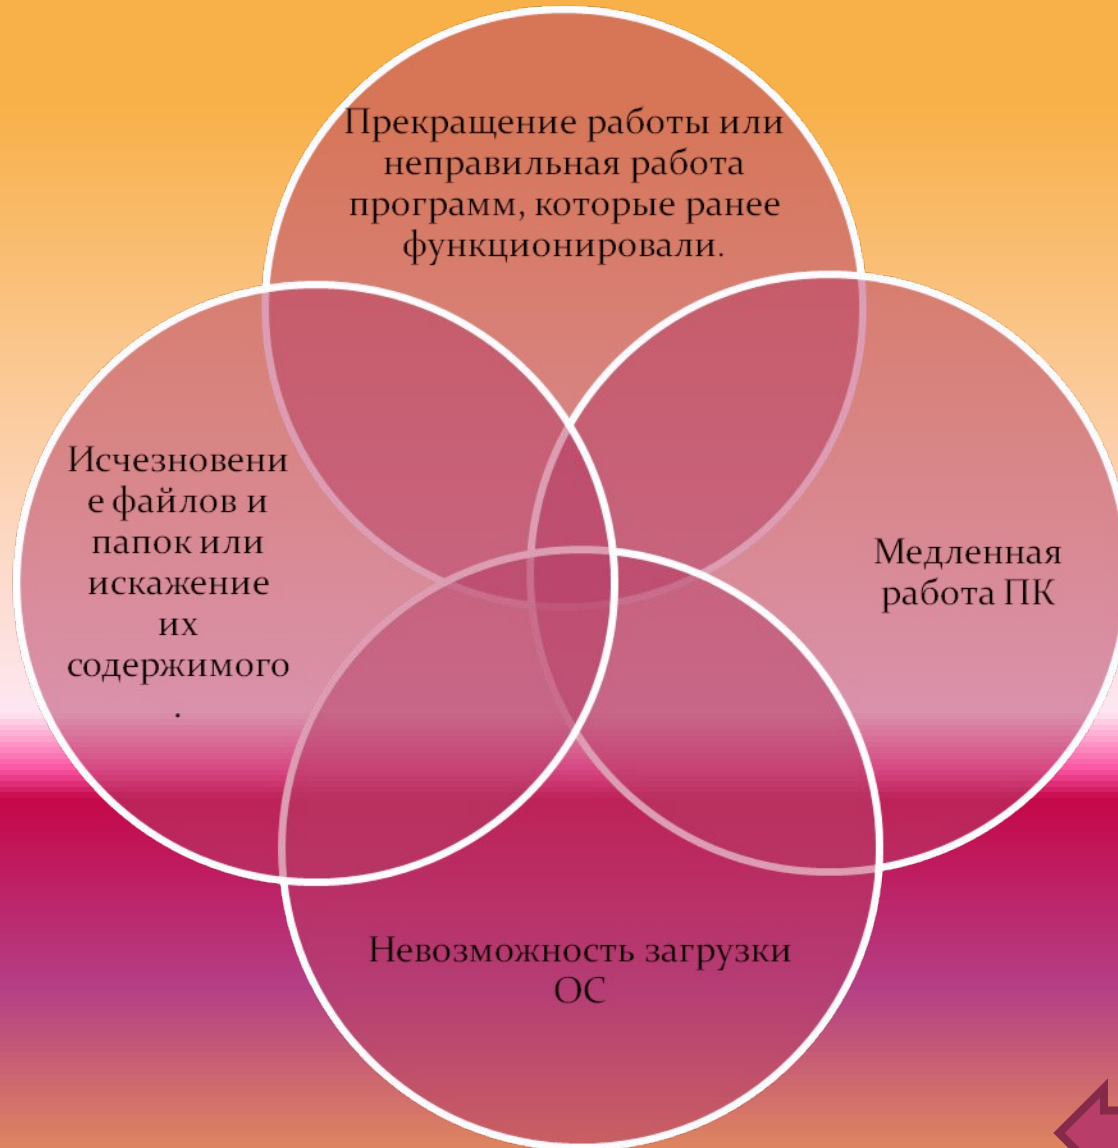 Прекращение работы или
неправильная работа
программ, которые ранее
функционировали.
Исчезновени
е файлов и
папок или
искажение
их
содержимого
.
Медленная
работа ПК
Невозможность загрузки
ОС